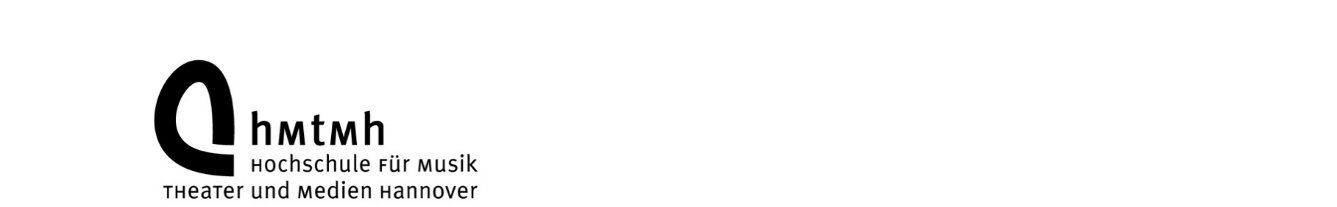 hmtmh
Hochschule für Musik
Theater und Medien Hannover